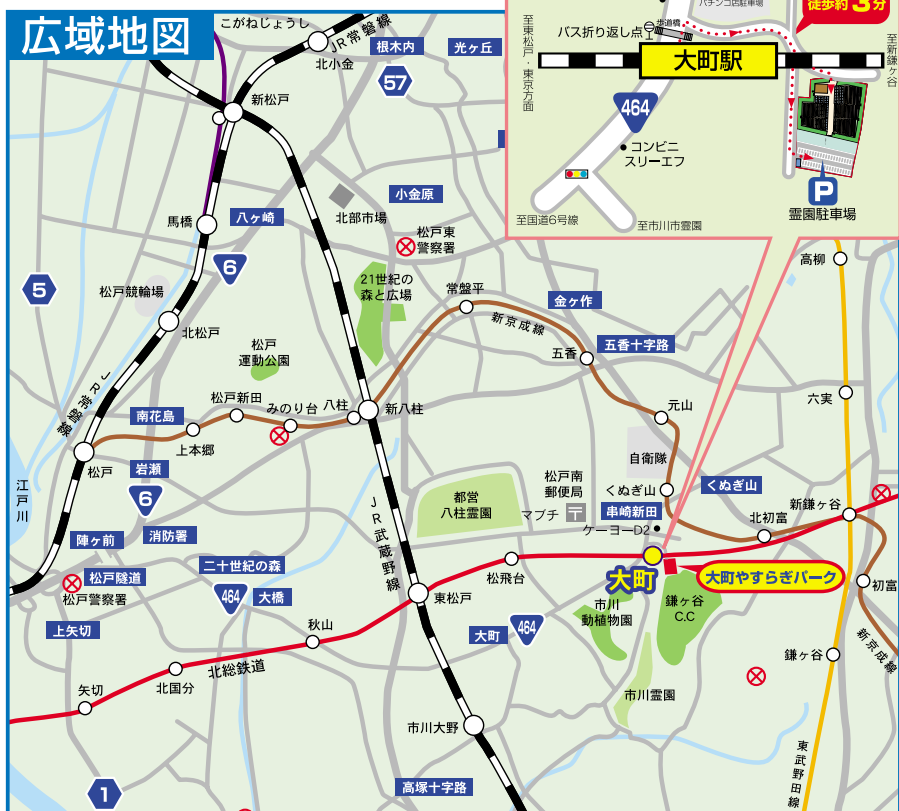 広域地図
こがねじょうし
JR常磐線
北小金
根木内
光ヶ丘
57
新松戸
北部市場
小金原
松戸東
警察署
馬橋
八ヶ崎
6
5
松戸競輪場
北松戸
21世紀の
森と広場
常盤平
新京成線
金ヶ作
五香
五香十字路
松戸
運動公園
JR常磐線
南花島
松戸新田
みのり台
八柱
新八柱
上本郷
松戸
元山
自衛隊
くぬぎ山
くぬぎ山
高柳
六実
新鎌ヶ谷
北初富
初富
新京成線
鎌ヶ谷
東武野田線
江戸川
岩瀬
6
消防署
陣ヶ前
松戸隧道
松戸警察署
上矢切
二十世紀の森
464
大橋
JR武蔵野線
都営
八柱霊園
松戸南
郵便局
マブチ
串崎新田
ケーヨーD2
松飛台
大町
大町やすらぎパーク
東松戸
秋山
北総鉄道
北国分
矢切
大町
464
市川
動植物園
鎌ヶ谷
C.C
市川霊園
市川大野
高塚十字路
1
パチンコ店駐車場
徒歩約3分
歩道橋
バス折り返し点
至東松戸・東京方面
大町駅
至新鎌ヶ谷
464
コンビニ
スリーエフ
至国道6号線
至市川市霊園
P
霊園駐車場